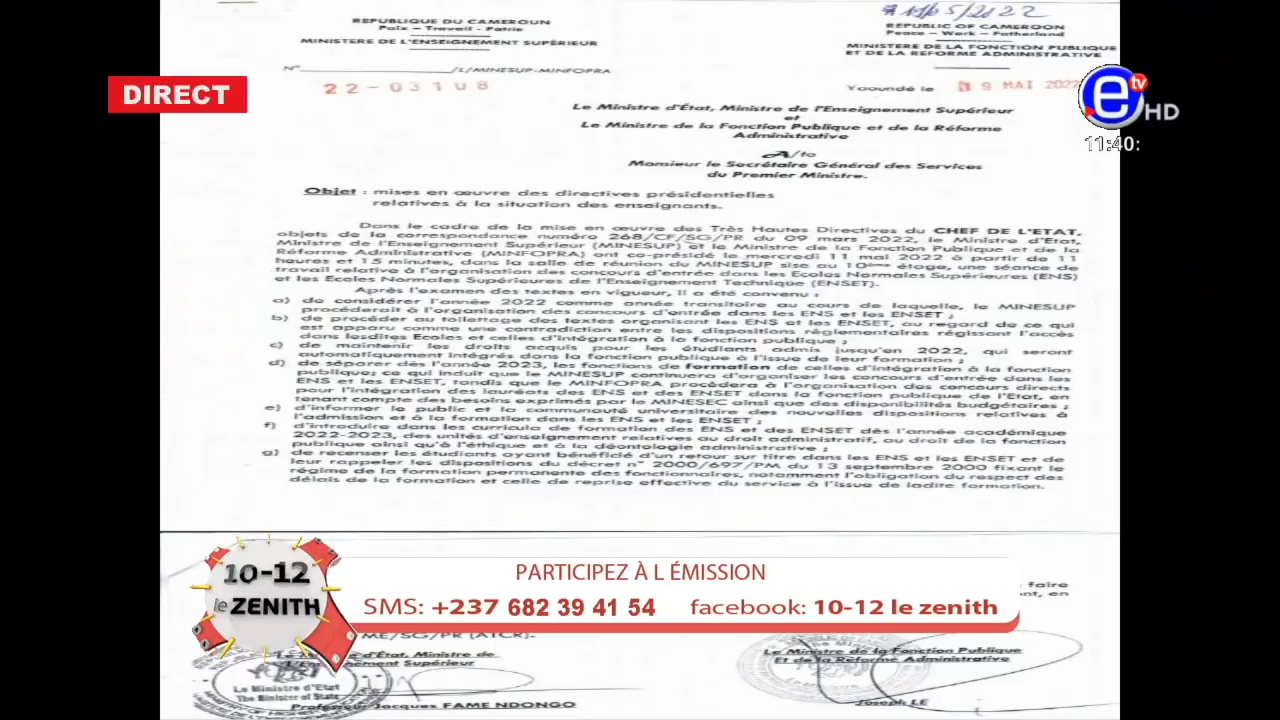 REPUBLIQUE DU CAMEROUN
Paix – Travail - Patrie
MINISTERE DE L'ENSEIGNEMENT SUPÉRIEUR
5/2022
REPUBLIC OF CAMEROON
Peace – Work – Fatherland
MINISTERE DE LA FONCTION PUBLIQUE
ET DE LA RÉFORME ADMINISTRATIVE
N°__________/L/MINESUP-MINFOPRA
22-03108
Yaoundé le 19 MAI 2022
DIRECT
e tv HD
11:40:
Le Ministre d'État, Ministre de l'Enseignement Supérieur
et
Le Ministre de la Fonction Publique et de la Réforme
Administrative
A/to
Monsieur le Secrétaire Général des Services
du Premier Ministre.
Objet : mises en œuvre des directives présidentielles
relatives à la situation des enseignants.
Dans le cadre de la mise en œuvre des Très Hautes Directives du CHEF DE L'ETAT,
objets de la correspondance numéro 268/CF/SG/PR du 09 mars 2022, le Ministre d'État,
Ministre de l'Enseignement Supérieur (MINESUP) et le Ministre de la Fonction Publique et de la
Réforme Administrative (MINFOPRA) ont co-présidé le mercredi 11 mai 2022 à partir de 11
heures et 15 minutes, dans la salle de réunion du MINESUP sise au 10ème étage, une séance de
travail relative à l'organisation des concours d'entrée dans les Ecoles Normales Supérieures (ENS)
et les Ecoles Normales Supérieures de l'Enseignement Technique (ENSET).
Après l'examen des textes en vigueur, il a été convenu :
a) de considérer l'année 2022 comme année transitoire au cours de laquelle, le MINESUP
procèderait à l'organisation des concours d'entrée dans les ENS et les ENSET ;
b) de procéder au toilettage des textes organisant les ENS et les ENSET, au regard de ce qui
est apparu comme une contradiction entre les dispositions règlementaires régissant l'accès
dans lesdites Ecoles et celles d'intégration à la fonction publique ;
c) de maintenir les droits acquis pour les étudiants admis jusqu'en 2022, qui seront
automatiquement intégrés dans la fonction publique à l'issue de leur formation ;
d) de séparer dès l'année 2023, les fonctions de formation de celles d'intégration à la fonction
publique; ce qui induit que le MINESUP continuera d'organiser les concours d'entrée dans les
ENS et les ENSET, tandis que le MINFOPRA procèdera à l'organisation des concours directs
pour l'intégration des lauréats des ENS et des ENSET dans la fonction publique de l'Etat, en
tenant compte des besoins exprimés par le MINESEC ainsi que des disponibilités budgétaires ;
e) d'informer le public et la communauté universitaire des nouvelles dispositions relatives à
l'admission et à la formation dans les ENS et les ENSET ;
f) d'introduire dans les curricula de formation des ENS et des ENSET dès l'année académique
2022-2023, des unités d'enseignement relatives au droit administratif, au droit de la fonction
publique ainsi qu'à l'éthique et à la déontologie administrative ;
g) de recenser les étudiants ayant bénéficié d'un retour sur titre dans les ENS et les ENSET et de
leur rappeler les dispositions du décret n° 2000/697/PM du 13 septembre 2000 fixant le
régime de la formation permanente des fonctionnaires, notamment l'obligation du respect des
délais de la formation et celle de reprise effective du service à l'issue de ladite formation.
10-12
le ZENITH
PARTICIPEZ À L ÉMISSION
SMS: +237 682 39 41 54 facebook: 10-12 le zenith
faire
ont, en
ME/SG/PR (ATCR).
d'État, Ministre de
l'Enseignement Supérieur
Le Ministre d'Etat
The Minister of State
Professeur Jacques FAME NDONGO
Le Ministre de la Fonction Publique
Et de la Réforme Administrative
Joseph LE